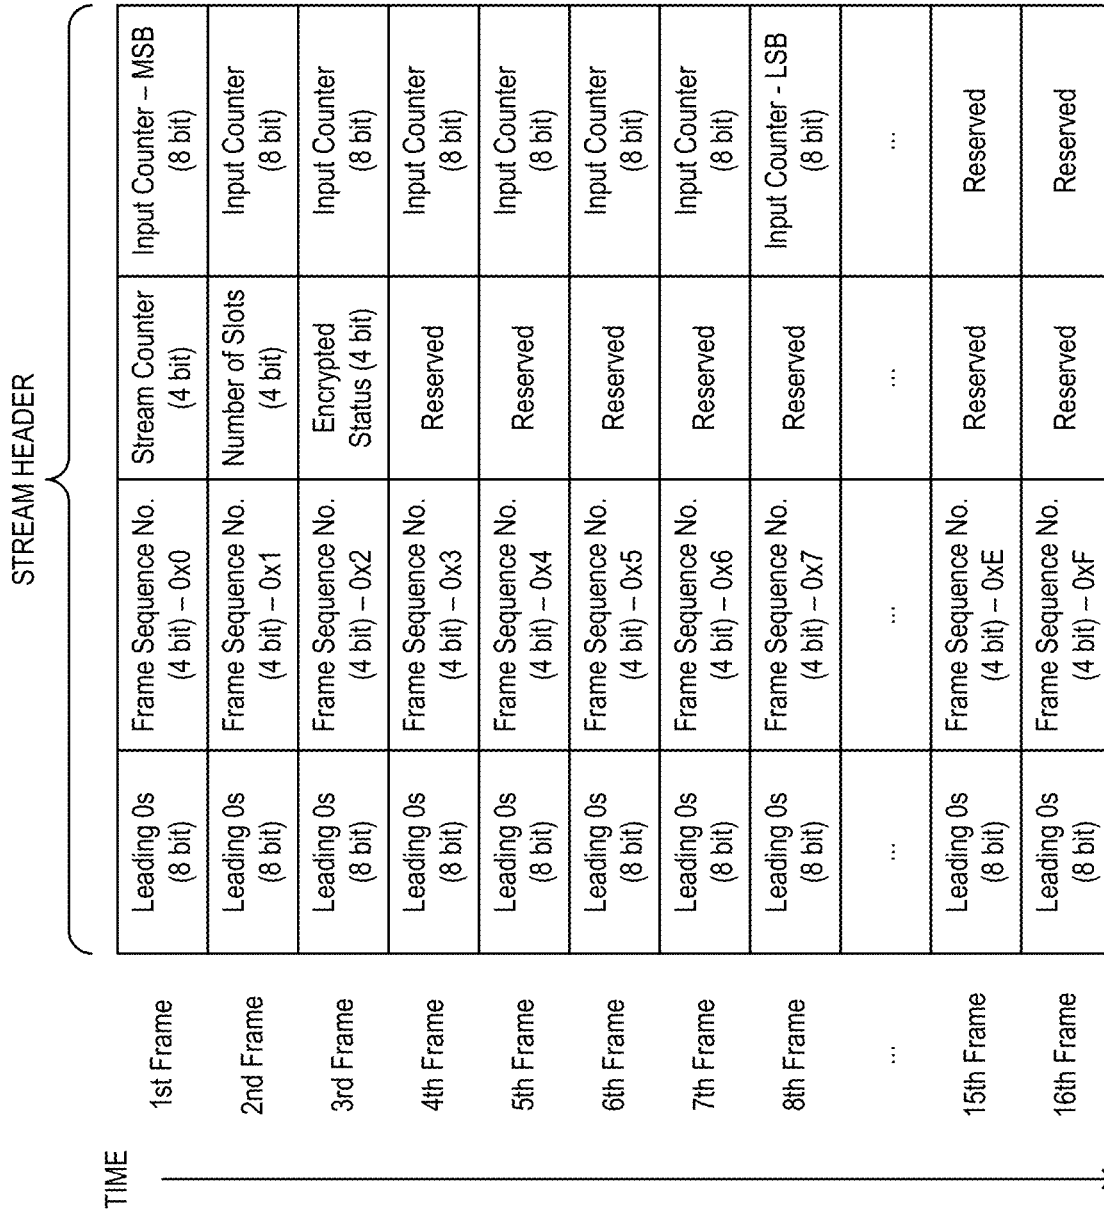 STREAM HEADER
TIME
1st Frame
Leading 0s
(8 bit)
Frame Sequence No.
(4 bit) – 0x0
Stream Counter
(4 bit)
Input Counter – MSB
(8 bit)
2nd Frame
Leading 0s
(8 bit)
Frame Sequence No.
(4 bit) – 0x1
Number of Slots
(4 bit)
Input Counter
(8 bit)
3rd Frame
Leading 0s
(8 bit)
Frame Sequence No.
(4 bit) – 0x2
Encrypted
Status (4 bit)
Input Counter
(8 bit)
4th Frame
Leading 0s
(8 bit)
Frame Sequence No.
(4 bit) – 0x3
Reserved
Input Counter
(8 bit)
5th Frame
Leading 0s
(8 bit)
Frame Sequence No.
(4 bit) – 0x4
Reserved
Input Counter
(8 bit)
6th Frame
Leading 0s
(8 bit)
Frame Sequence No.
(4 bit) – 0x5
Reserved
Input Counter
(8 bit)
7th Frame
Leading 0s
(8 bit)
Frame Sequence No.
(4 bit) – 0x6
Reserved
Input Counter
(8 bit)
8th Frame
Leading 0s
(8 bit)
Frame Sequence No.
(4 bit) – 0x7
Reserved
Input Counter - LSB
(8 bit)
...
...
...
...
...
15th Frame
Leading 0s
(8 bit)
Frame Sequence No.
(4 bit) – 0xE
Reserved
Reserved
16th Frame
Leading 0s
(8 bit)
Frame Sequence No.
(4 bit) – 0xF
Reserved
Reserved